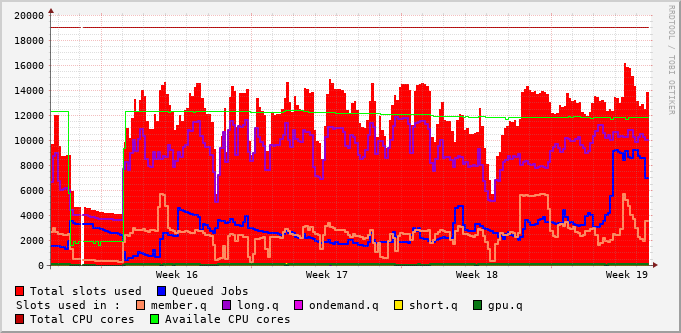 RRDTOOL / TOBI OETIKER
20000
18000
16000
14000
12000
10000
8000
6000
4000
2000
0
Week 16 Week 17 Week 18 Week 19
Total slots used Queued Jobs
Slots used in : member.q long.q ondemand.q short.q gpu.q
Total CPU cores Availale CPU cores